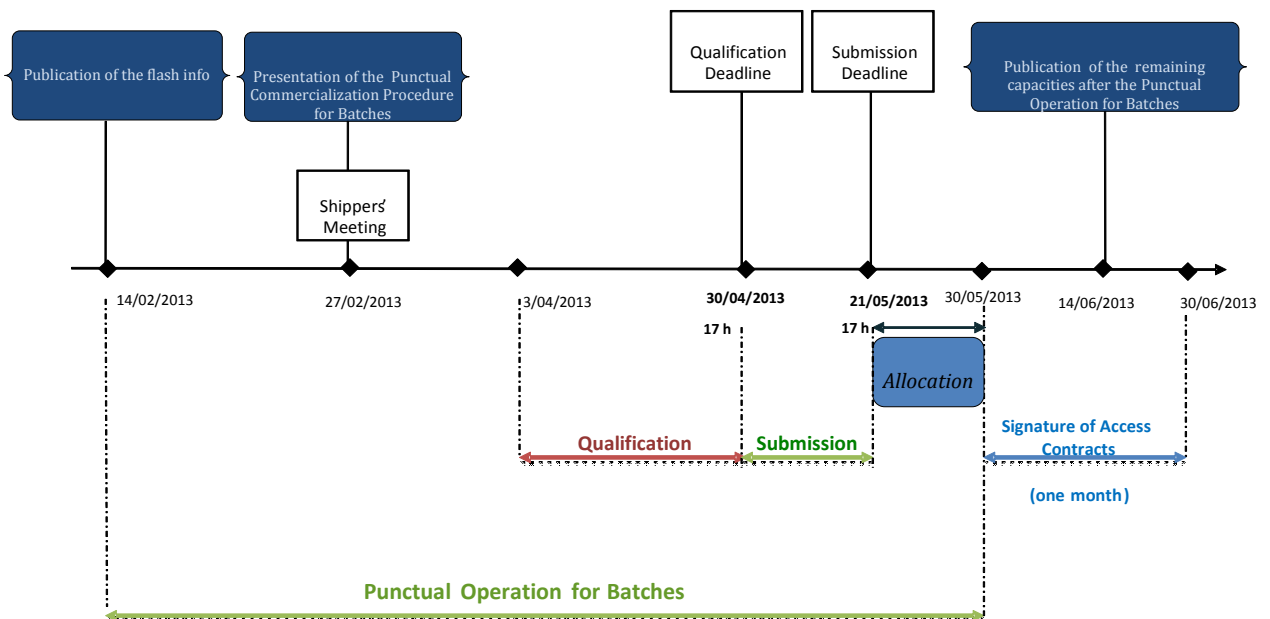 Publication of the flash info
Presentation of the Punctual
Commercialization Procedure
for Batches
Qualification
Deadline
Submission
Deadline
Publication of the remaining
capacities after the Punctual
Operation for Batches
Shippers'
Meeting
14/02/2013
27/02/2013
3/04/2013
30/04/2013
21/05/2013
30/05/2013
14/06/2013
30/06/2013
17 h
17 h
Allocation
Qualification
Submission
Signature of Access
Contracts
(one month)
Punctual Operation for Batches